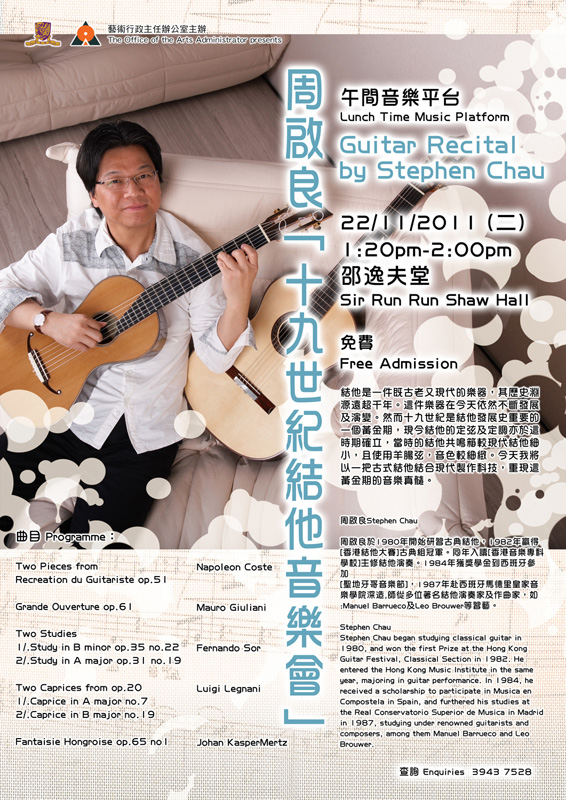 藝術行政主任辦公室主辦
The Office of the Arts Administrator presents
周啟良「十九世紀結他音樂會」
午間音樂平台
Lunch Time Music Platform
Guitar Recital
by Stephen Chau
22/11/2011 (二)
1:20pm-2:00pm
邵逸夫堂
Sir Run Run Shaw Hall
免費
Free Admission
結他是一件既古老又現代的樂器，其歷史淵
源遠超千年。這件樂器在今天依然不斷發展
及演變。然而十九世紀是結他發展史重要的
一個黃金期，現今結他的定弦及定調亦於這
時期確立，當時的結他共鳴箱較現代結他細
小，且使用羊腸弦，音色較細緻。今天我將
以一把古式結他結合現代製作科技，重現這
黃金期的音樂真髓。
周啟良Stephen Chau
周啟良於1980年開始研習古典結他，1982年贏得
[香港結他大賽]古典組冠軍。同年入讀[香港音樂專科
學校]主修結他演奏。1984年獲獎學金到西班牙參
加
[聖地牙哥音樂節]，1987年赴西班牙馬德里皇家音
樂學院深造,師從多位著名結他演奏家及作曲家，如
:Manuel Barrueco及Leo Brouwer等習藝。
Stephen Chau
Stephen Chau began studying classical guitar in
1980, and won the first Prize at the Hong Kong
Guitar Festival, Classical Section in 1982. He
entered the Hong Kong Music Institute in the same
year, majoring in guitar performance. In 1984, he
received a scholarship to participate in Musica en
Compostela in Spain, and furthered his studies at
the Real Conservatorio Superior de Musica in Madrid
in 1987, studying under renowned guitarists and
composers, among them Manuel Barrueco and Leo
Brouwer.
曲目 Programme：
Two Pieces from Napoleon Coste
Recreation du Guitariste op.51
Grande Ouverture op.61 Mauro Giuliani
Two Studies
1/.Study in B minor op.35 no.22 Fernando Sor
2/.Study in A major op.31 no.19
Two Caprices from op.20 Luigi Legnani
1/.Caprice in A major no.7
2/.Caprice in B major no.19
Fantaisie Hongroise op.65 no1 Johan KasperMertz
查詢 Enquiries 3943 7528